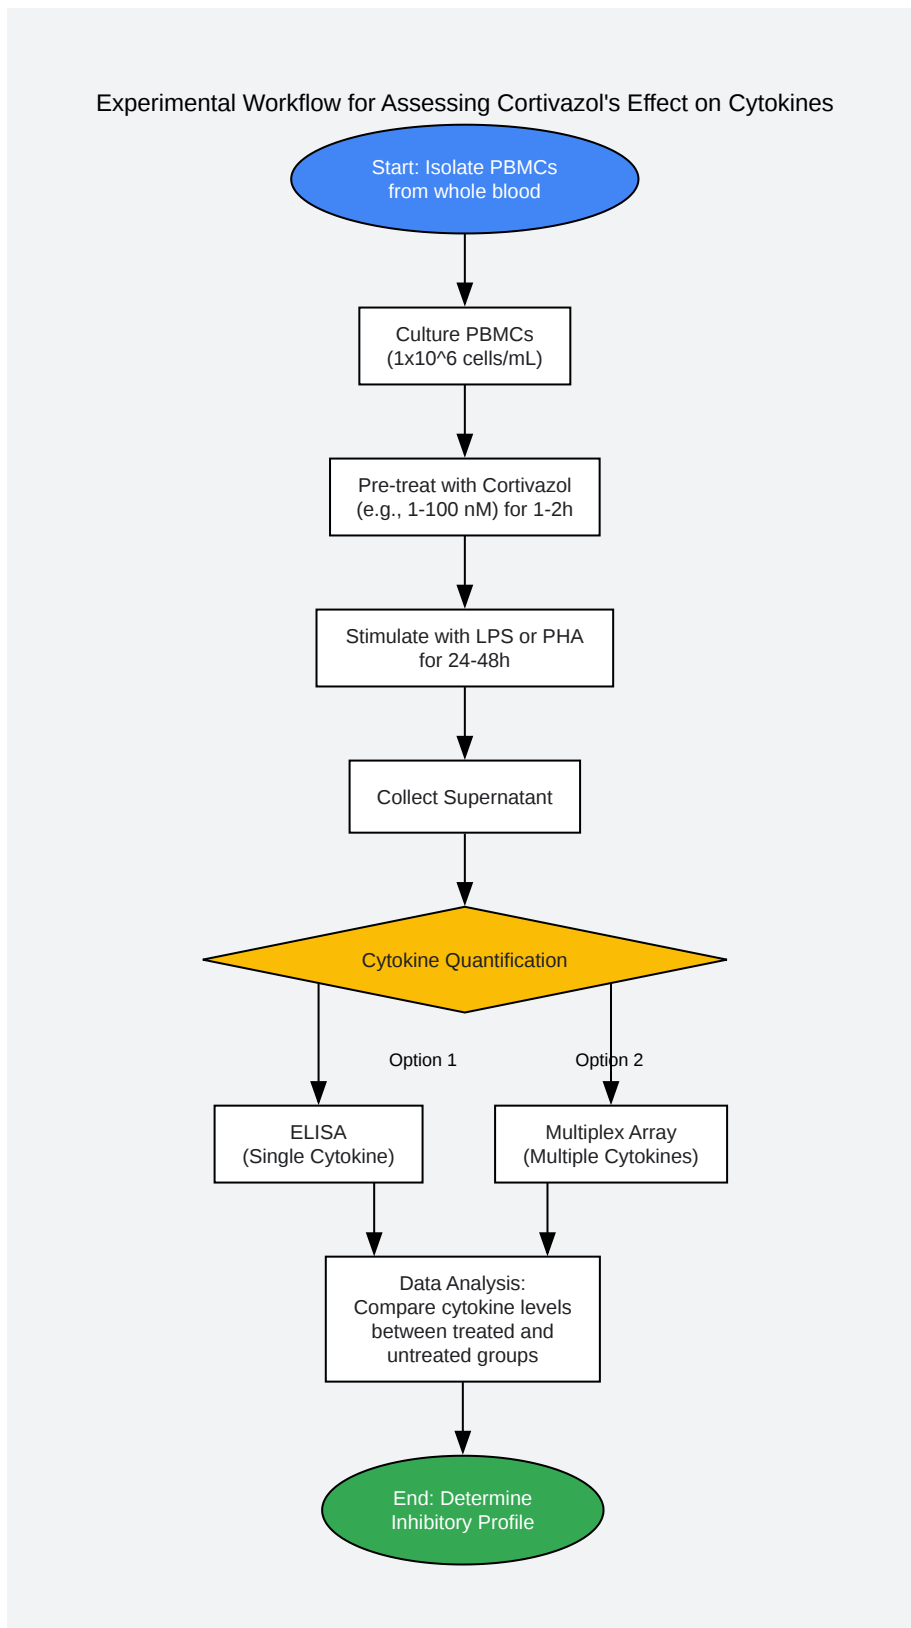 Experimental Workflow for Assessing Cortivazol's Effect on Cytokines
Start: Isolate PBMCs
from whole blood
Culture PBMCs
(1x10^6 cells/mL)
Pre-treat with Cortivazol
(e.g., 1-100 nM) for 1-2h
Stimulate with LPS or PHA
for 24-48h
Collect Supernatant
Cytokine Quantification
Option 1
Option 2
ELISA
(Single Cytokine)
Multiplex Array
(Multiple Cytokines)
Data Analysis:
Compare cytokine levels
between treated and
untreated groups
End: Determine
Inhibitory Profile